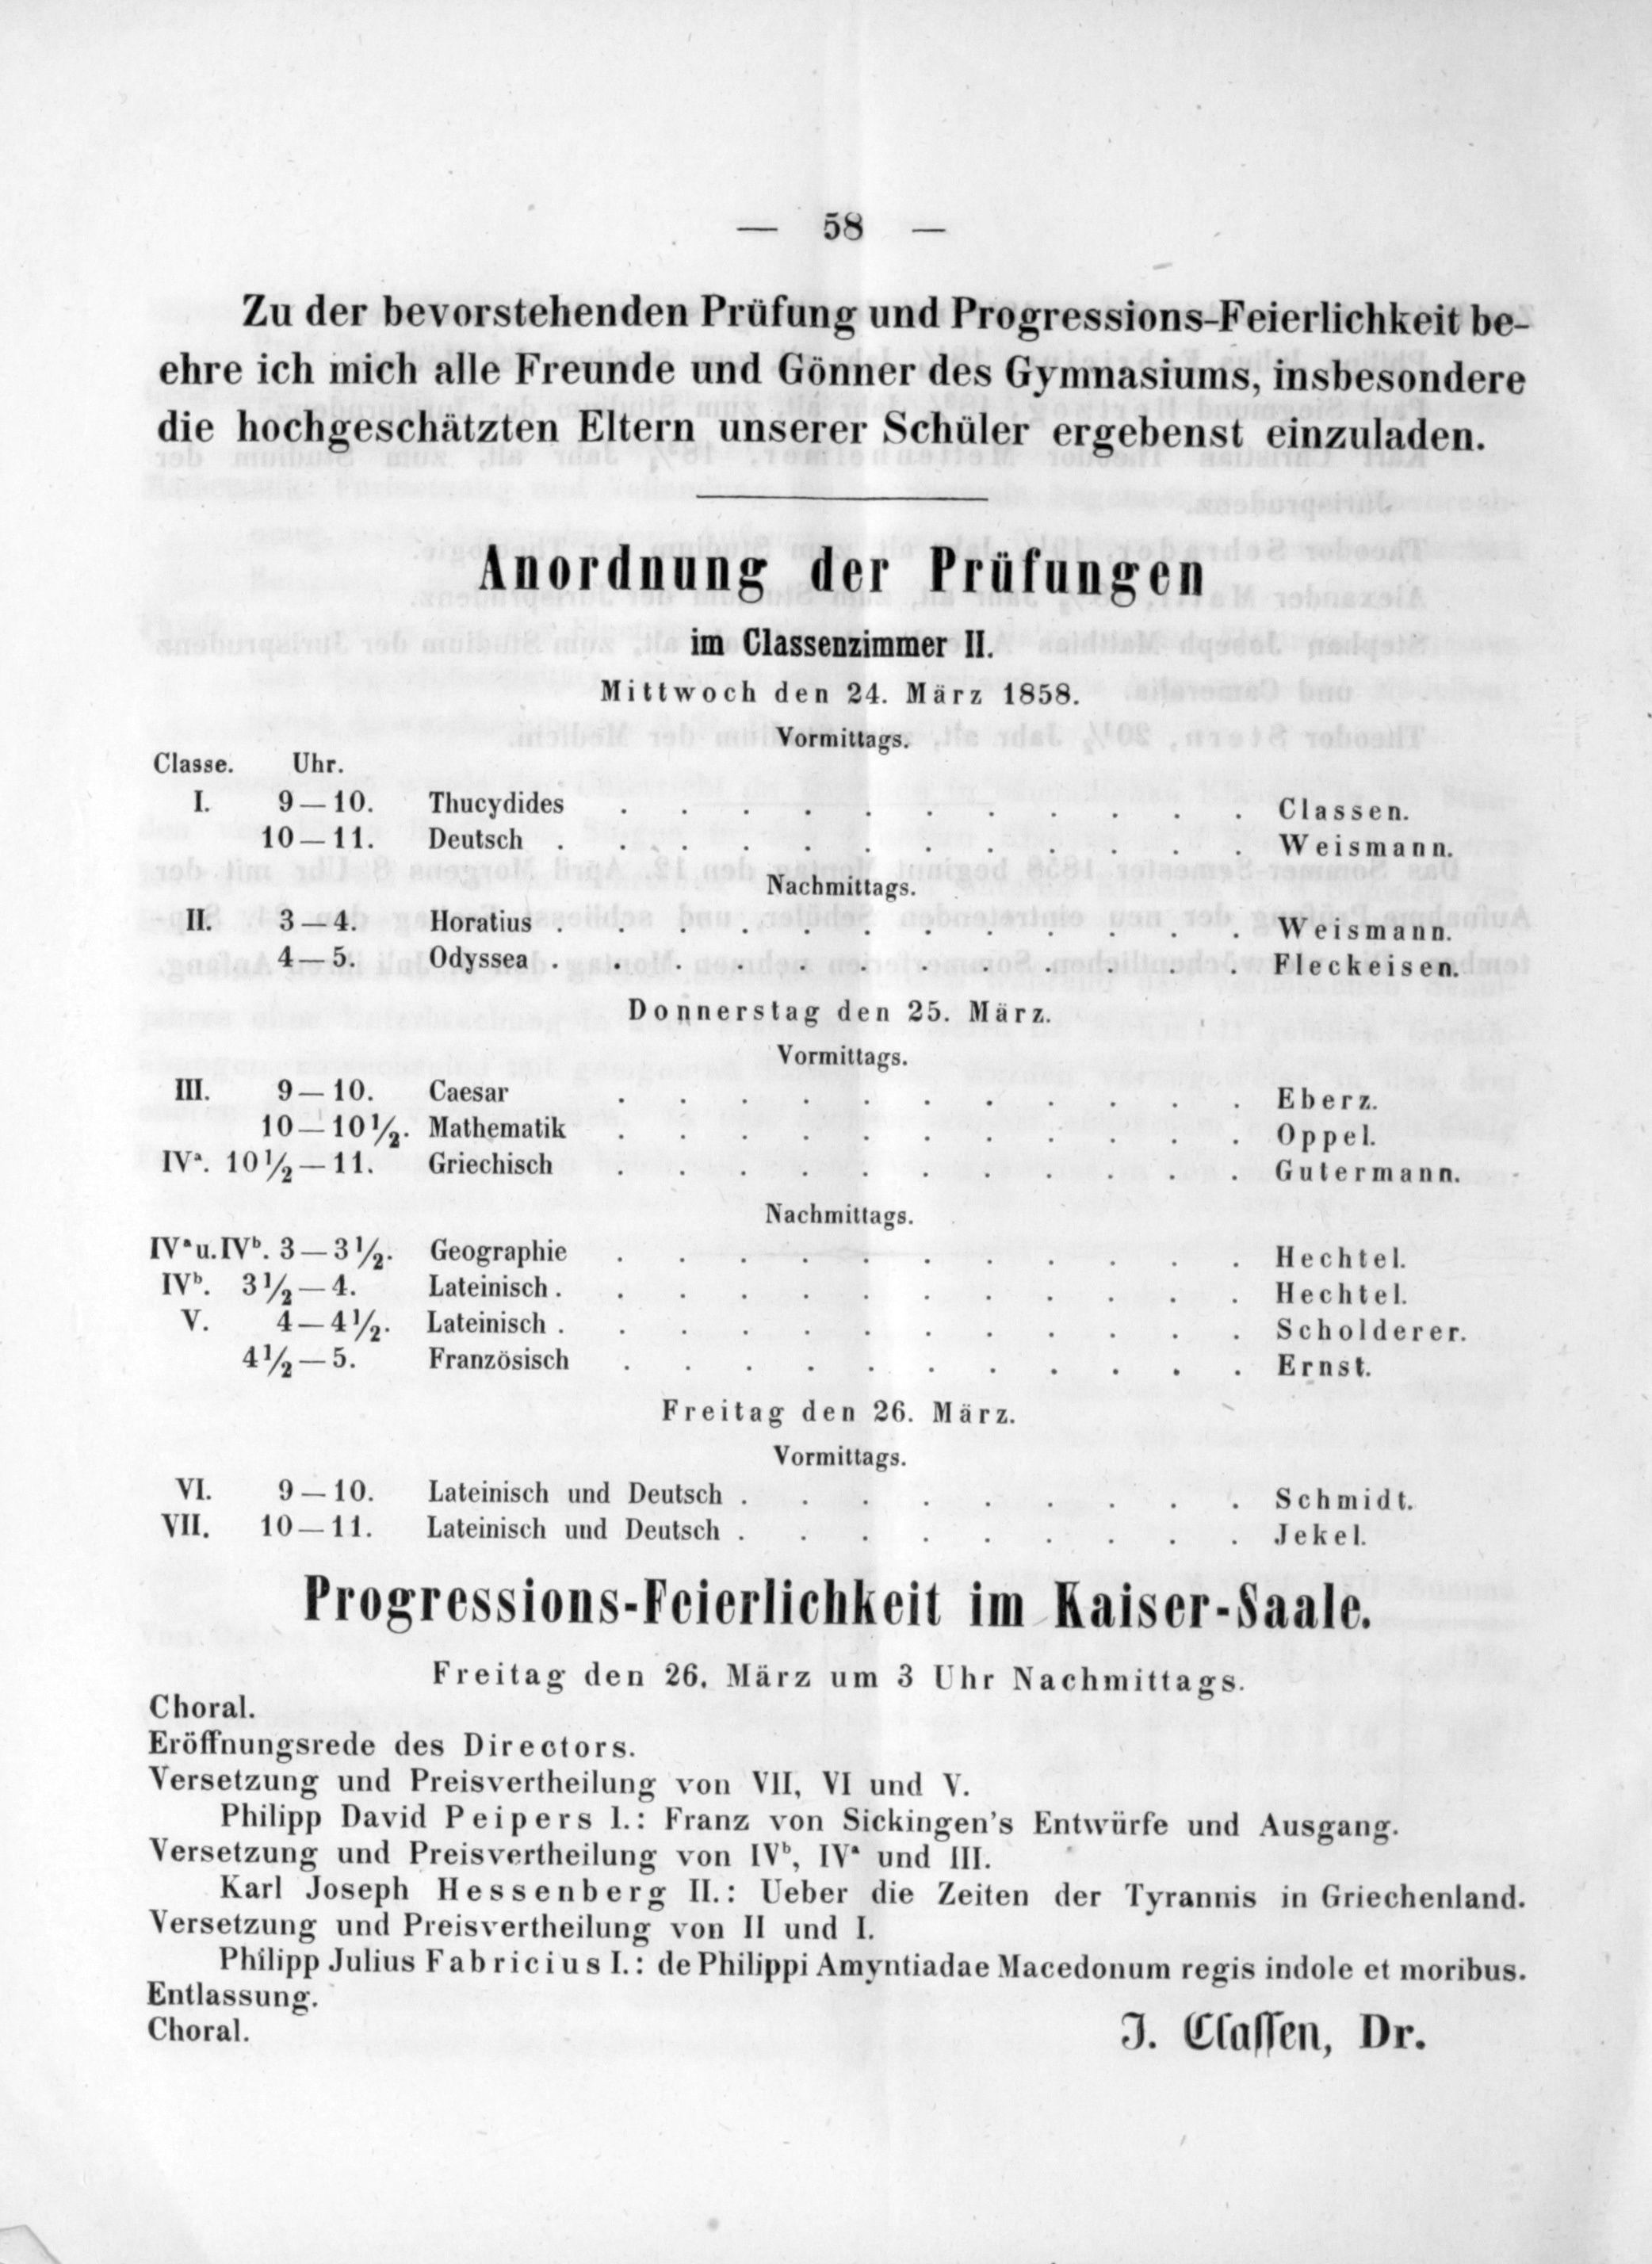 — 58 —
Zu der bevorstehenden Prüfung und Progressions-Feierlichkeit be-
ehre ich mich alle Freunde und Gönner des Gymnasiums, insbesondere
die hochgeschätzten Eltern unserer Schüler ergebenst einzuladen.
Anordnung der Prüfungen
im Classenzimmer II.
Mittwoch den 24. März 1858.
Vormittags.
Classe. Uhr.
I. 9—10. Thucydides . . . . . . . . . . . Classen.
10—11. Deutsch . . . . . . . . . . . . Weismann.
Nachmittags.
II. 3—4. Horatius . . . . . . . . . . . . Weismann.
4—5. Odyssea . . . . . . . . . . . . Fleckeisen.
Donnerstag den 25. März.
Vormittags.
III. 9—10. Caesar . . . . . . . . . . . Eberz.
10—10½. Mathematik . . . . . . . . . . . Oppel.
IVᵃ. 10½—11. Griechisch . . . . . . . . . . . Gutermann.
Nachmittags.
IVᵃ u. IVᵇ. 3—3½. Geographie . . . . . . . . . . . Hechtel.
IVᵇ. 3½—4. Lateinisch . . . . . . . . . . . . Hechtel.
V. 4—4½. Lateinisch . . . . . . . . . . . . Scholderer.
4½—5. Französisch . . . . . . . . . . . Ernst.
Freitag den 26. März.
Vormittags.
VI. 9—10. Lateinisch und Deutsch . . . . . . . . . Schmidt.
VII. 10—11. Lateinisch und Deutsch . . . . . . . . . Jekel.
Progressions-Feierlichkeit im Kaiser-Saale.
Freitag den 26. März um 3 Uhr Nachmittags.
Choral.
Eröffnungsrede des Directors.
Versetzung und Preisvertheilung von VII, VI und V.
Philipp David Peipers I.: Franz von Sickingen's Entwürfe und Ausgang.
Versetzung und Preisvertheilung von IVᵇ, IVᵃ und III.
Karl Joseph Hessenberg II.: Ueber die Zeiten der Tyrannis in Griechenland.
Versetzung und Preisvertheilung von II und I.
Philipp Julius Fabricius I.: de Philippi Amyntiadae Macedonum regis indole et moribus.
Entlassung.
Choral.
J. Claſſen, Dr.